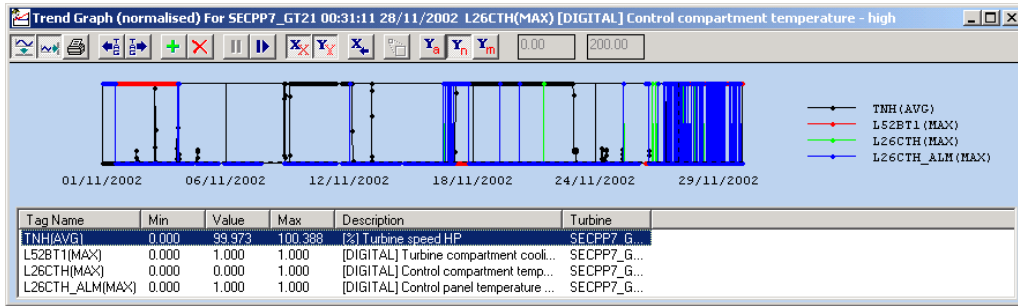 Trend Graph (normalised) For SECPP7_GT21 00:31:11 28/11/2002 L26CTH(MAX) [DIGITAL] Control compartment temperature - high
Xx YY X Ya Yn Ym 0.00 200.00
TNH(AVG)
L52BT1(MAX)
L26CTH(MAX)
L26CTH_ALM(MAX)
01/11/2002 06/11/2002 12/11/2002 18/11/2002 24/11/2002 29/11/2002
Tag Name Min Value Max Description Turbine
TNH(AVG) 0.000 99.973 100.388 [%] Turbine speed HP SECPP7_G...
L52BT1(MAX) 0.000 1.000 1.000 [DIGITAL] Turbine compartment cooli... SECPP7_G...
L26CTH(MAX) 0.000 0.000 1.000 [DIGITAL] Control compartment temp... SECPP7_G...
L26CTH_ALM(MAX) 0.000 1.000 1.000 [DIGITAL] Control panel temperature ... SECPP7_G...